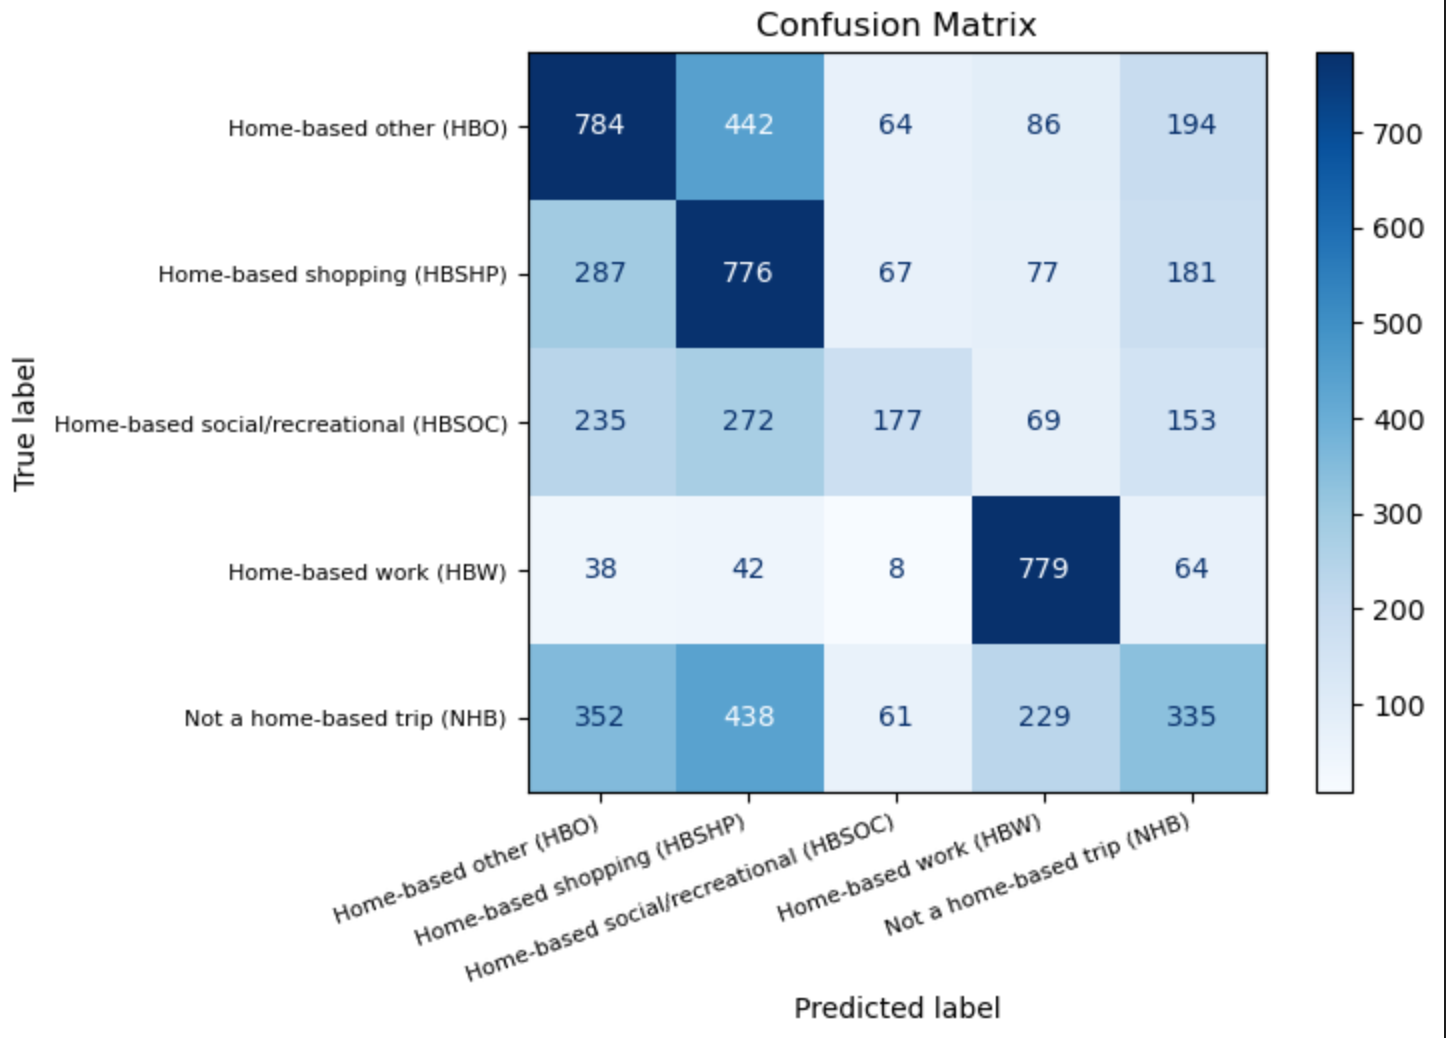 Confusion Matrix
True label
Home-based other (HBO)
784 442 64 86 194
Home-based shopping (HBSHP)
287 776 67 77 181
Home-based social/recreational (HBSOC)
235 272 177 69 153
Home-based work (HBW)
38 42 8 779 64
Not a home-based trip (NHB)
352 438 61 229 335
Home-based other (HBO)
Home-based shopping (HBSHP)
Home-based social/recreational (HBSOC)
Home-based work (HBW)
Not a home-based trip (NHB)
Predicted label
700
600
500
400
300
200
100